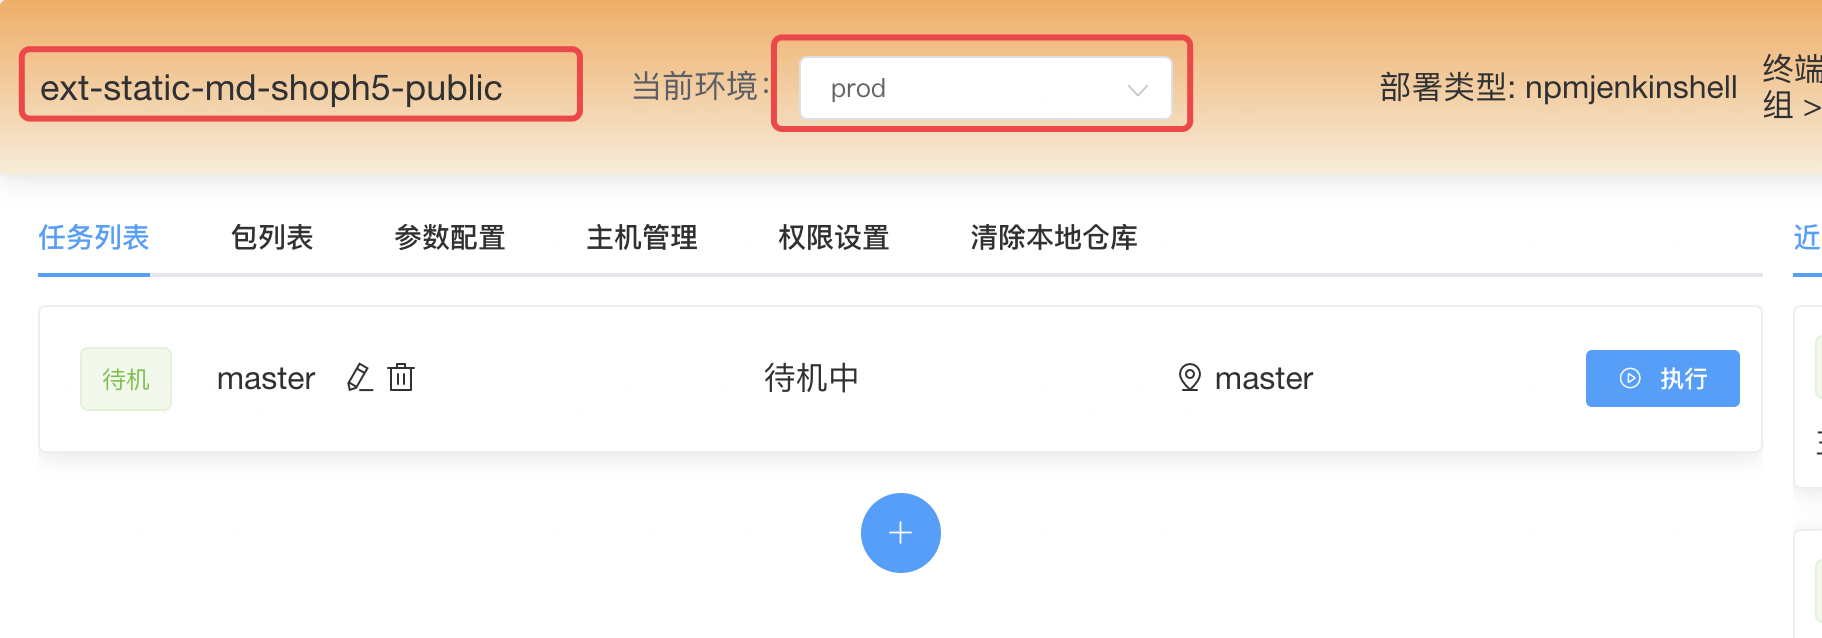 ext-static-md-shoph5-public
当前环境:
prod
部署类型: npmjenkinshell
终端
组 >
任务列表
包列表
参数配置
主机管理
权限设置
清除本地仓库
近
待机
master
待机中
master
执行